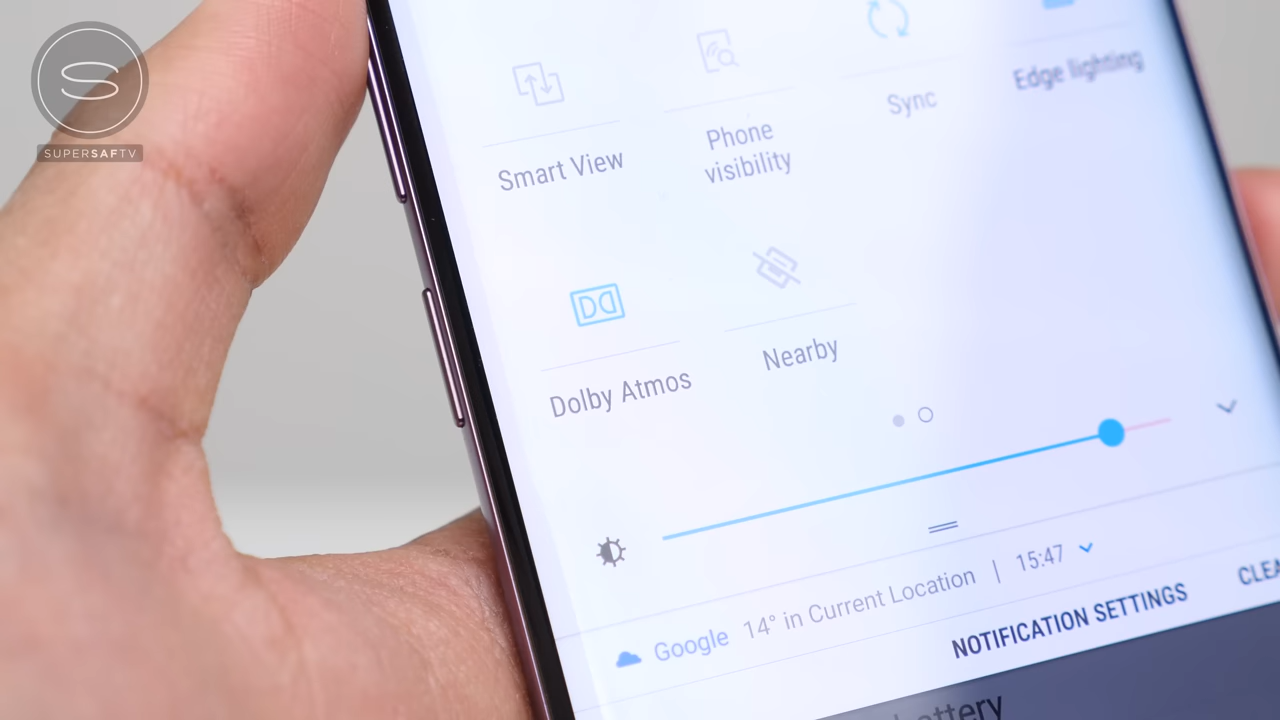 SUPERSAFTV
Smart View
Phone
visibility
Sync
Edge lighting
Dolby Atmos
Nearby
Google 14° in Current Location | 15:47
NOTIFICATION SETTINGS
battery